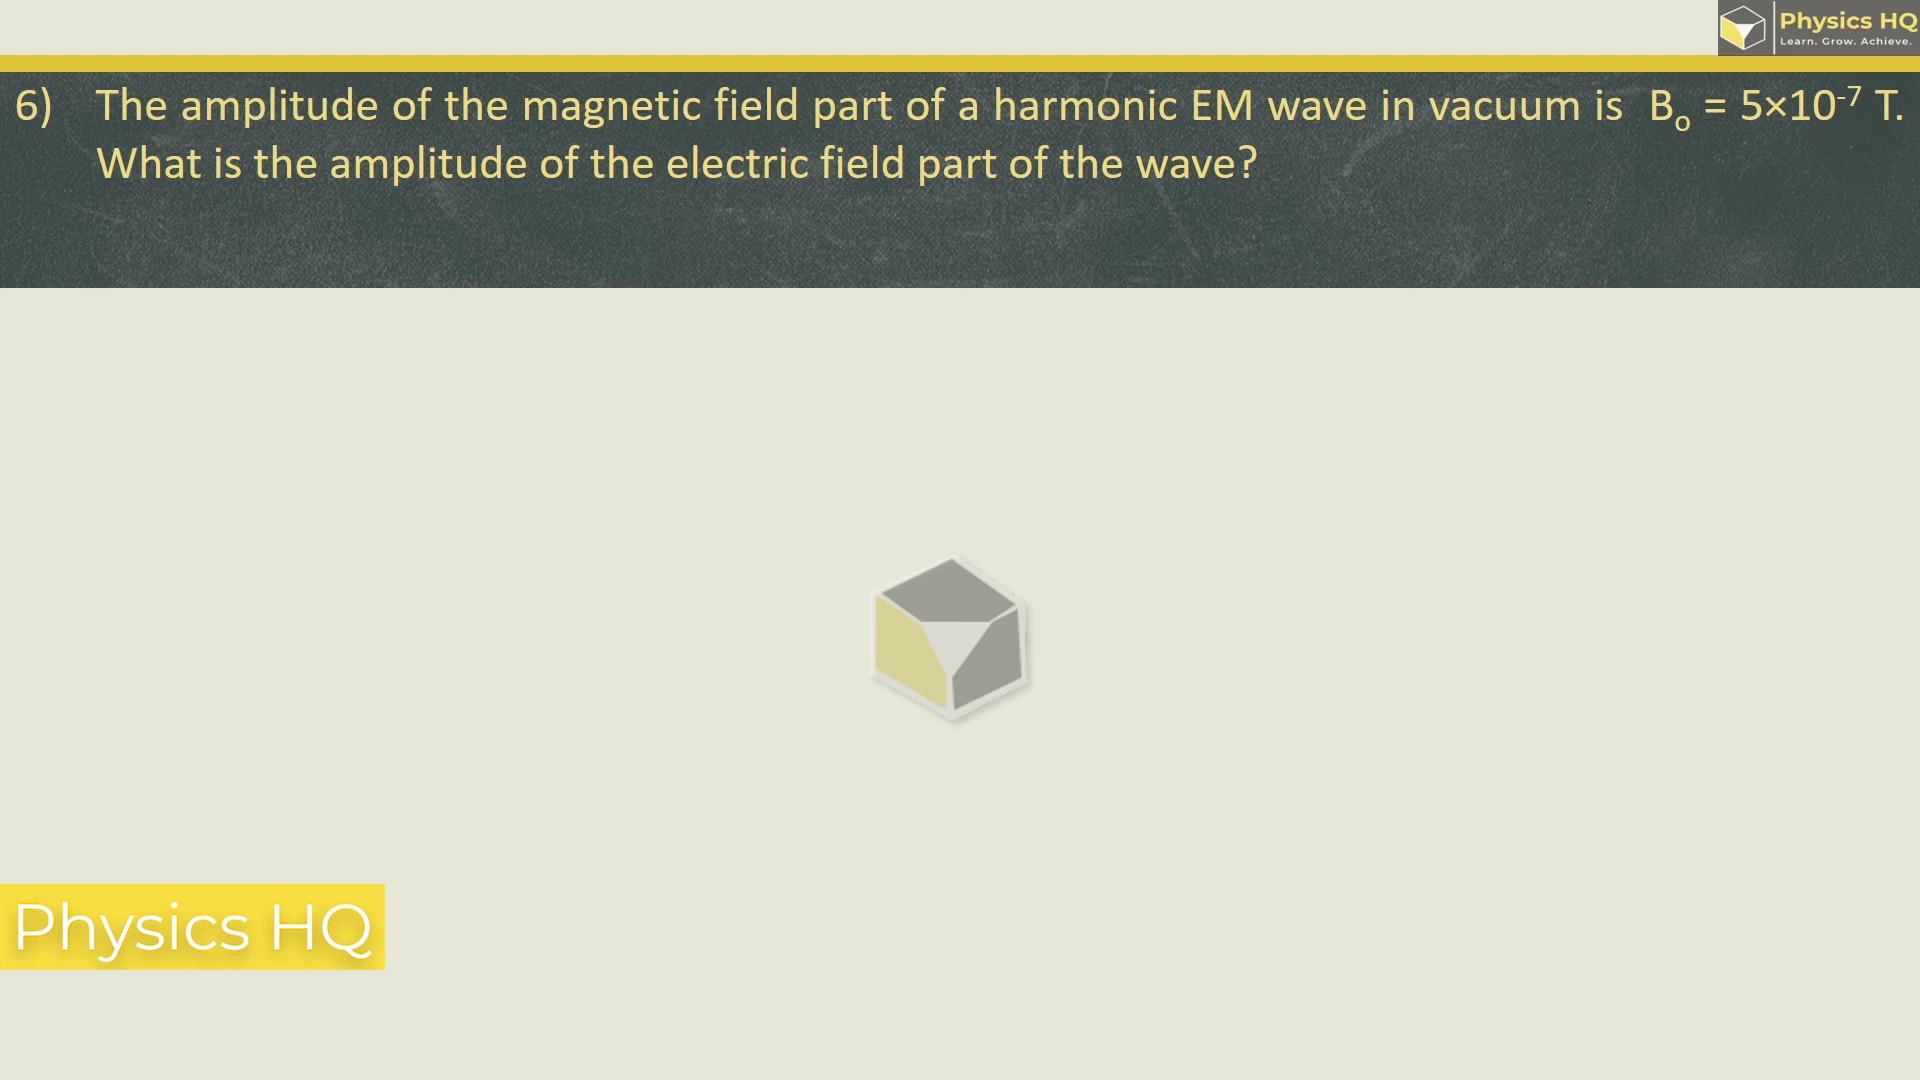 Physics HQ
Learn. Grow. Achieve.
6) The amplitude of the magnetic field part of a harmonic EM wave in vacuum is B₀ = 5×10⁻⁷ T.
What is the amplitude of the electric field part of the wave?
Physics HQ